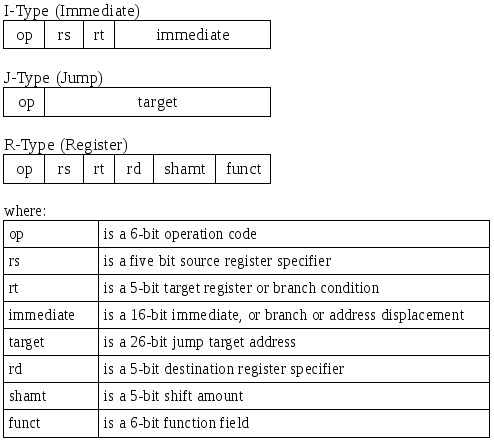 I-Type (Immediate)
op rs rt immediate
J-Type (Jump)
op target
R-Type (Register)
op rs rt rd shamt funct
where:
op is a 6-bit operation code
rs is a five bit source register specifier
rt is a 5-bit target register or branch condition
immediate is a 16-bit immediate, or branch or address displacement
target is a 26-bit jump target address
rd is a 5-bit destination register specifier
shamt is a 5-bit shift amount
funct is a 6-bit function field